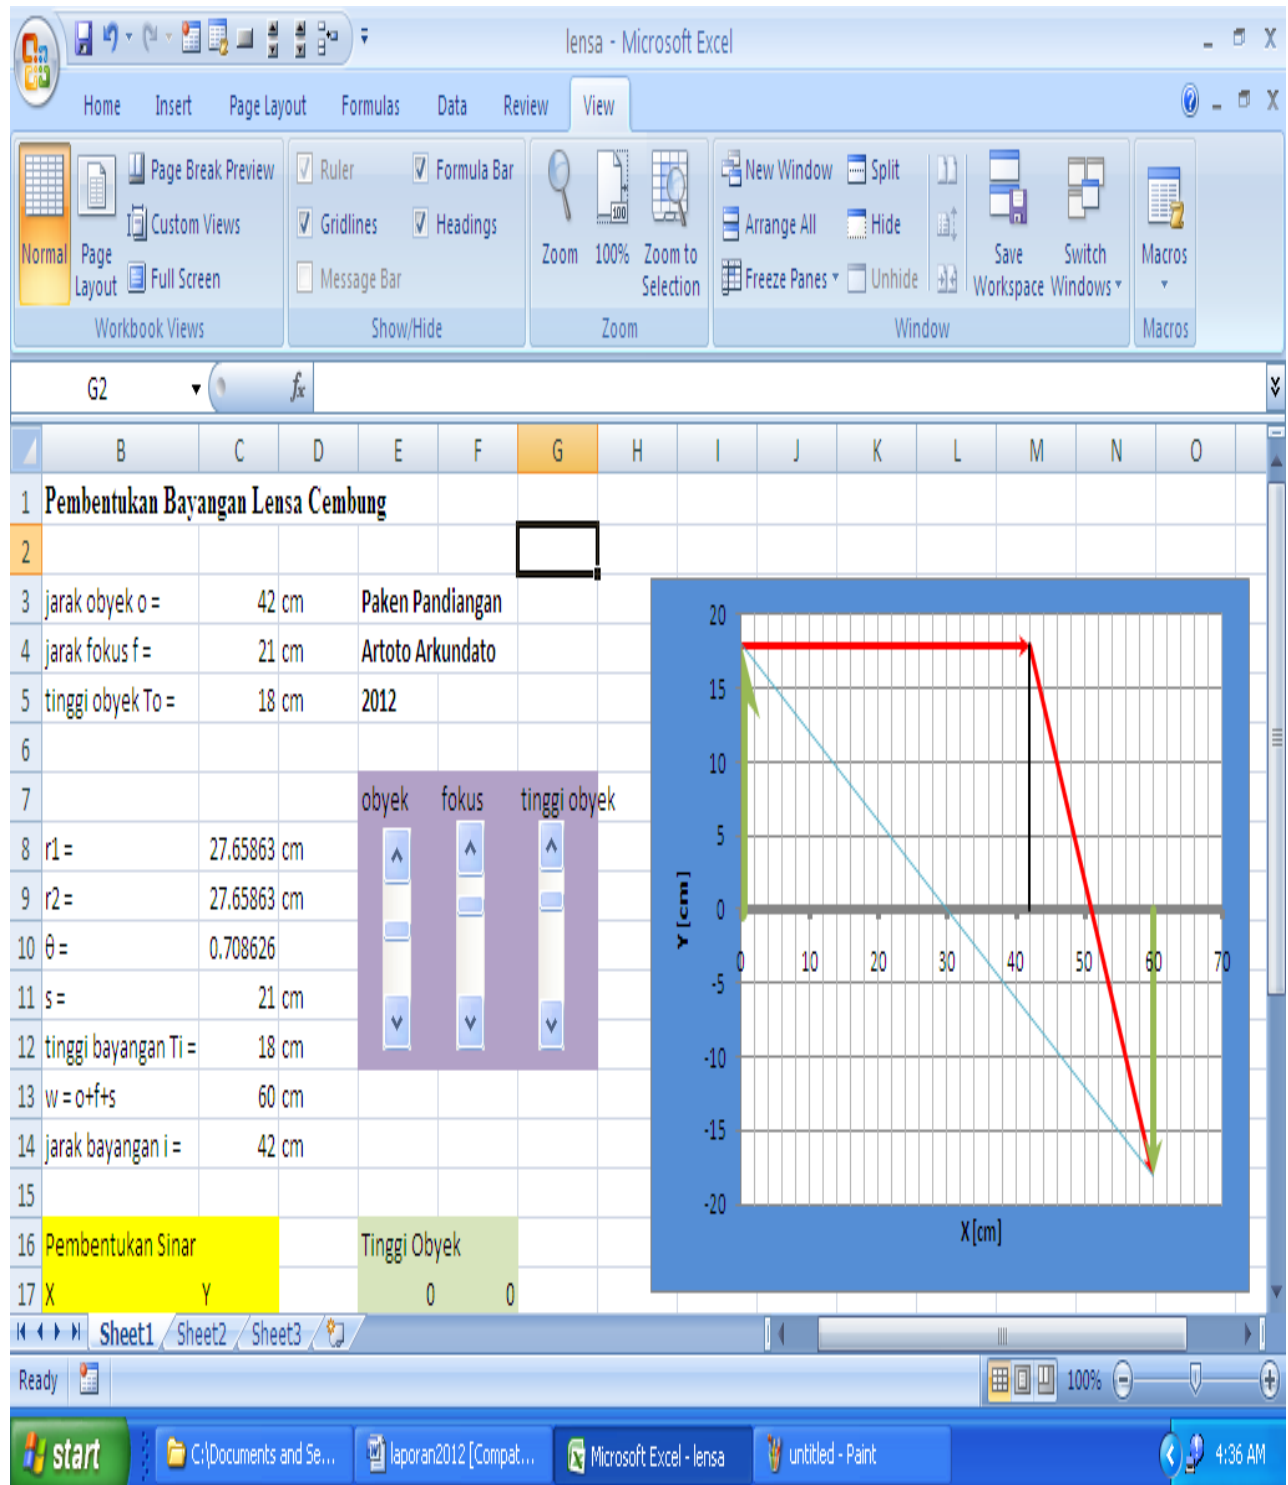 lensa - Microsoft Excel
Home Insert Page Layout Formulas Data Review View
Normal
Page Layout
Page Break Preview
Custom Views
Full Screen
Workbook Views
Ruler
Formula Bar
Gridlines
Headings
Message Bar
Show/Hide
Zoom
100
100%
Zoom to Selection
Zoom
New Window
Arrange All
Freeze Panes
Split
Hide
Unhide
Save Workspace
Switch Windows
Window
Macros
Macros
G2 fx
B C D E F G H I J K L M N O
1 Pembentukan Bayangan Lensa Cembung
2
3 jarak obyek o = 42 cm Paken Pandiangan
4 jarak fokus f = 21 cm Artoto Arkundato
5 tinggi obyek To = 18 cm 2012
6
7 obyek fokus tinggi obyek
8 r1 = 27.65863 cm
9 r2 = 27.65863 cm
10 θ = 0.708626
11 s = 21 cm
12 tinggi bayangan Ti = 18 cm
13 w = o+f+s 60 cm
14 jarak bayangan i = 42 cm
15
16 Pembentukan Sinar Tinggi Obyek
17 X Y 0 0
20
15
10
5
0
-5
-10
-15
-20
Y [cm]
0 10 20 30 40 50 60 70
X [cm]
Sheet1 Sheet2 Sheet3
Ready 100%
start C:\Documents and Se... laporan2012 [Compat... Microsoft Excel - lensa untitled - Paint 4:36 AM